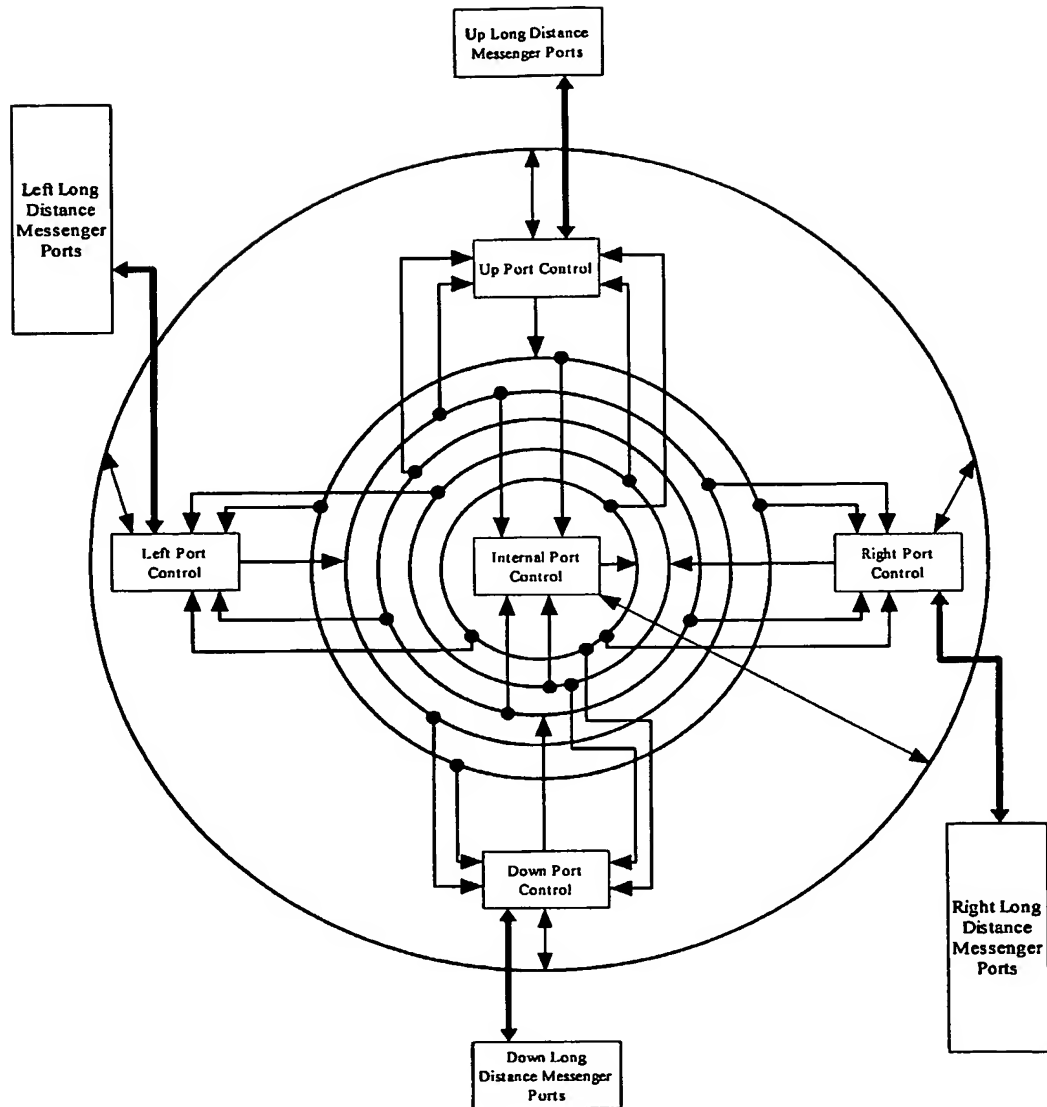 Up Long Distance
Messenger Ports
Left Long
Distance
Messenger
Ports
Up Port Control
Left Port
Control
Internal Port
Control
Right Port
Control
Down Port
Control
Right Long
Distance
Messenger
Ports
Down Long
Distance Messenger
Ports